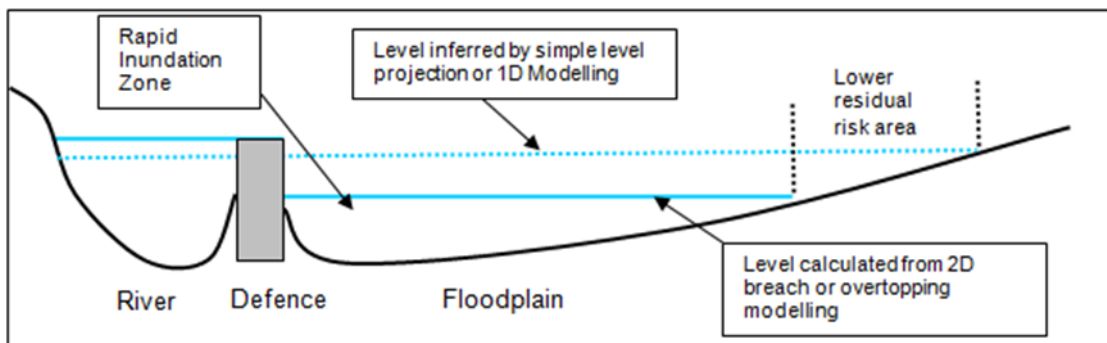 Rapid
Inundation
Zone
Level inferred by simple level
projection or 1D Modelling
Lower
residual
risk area
Level calculated from 2D
breach or overtopping
modelling
River
Defence
Floodplain